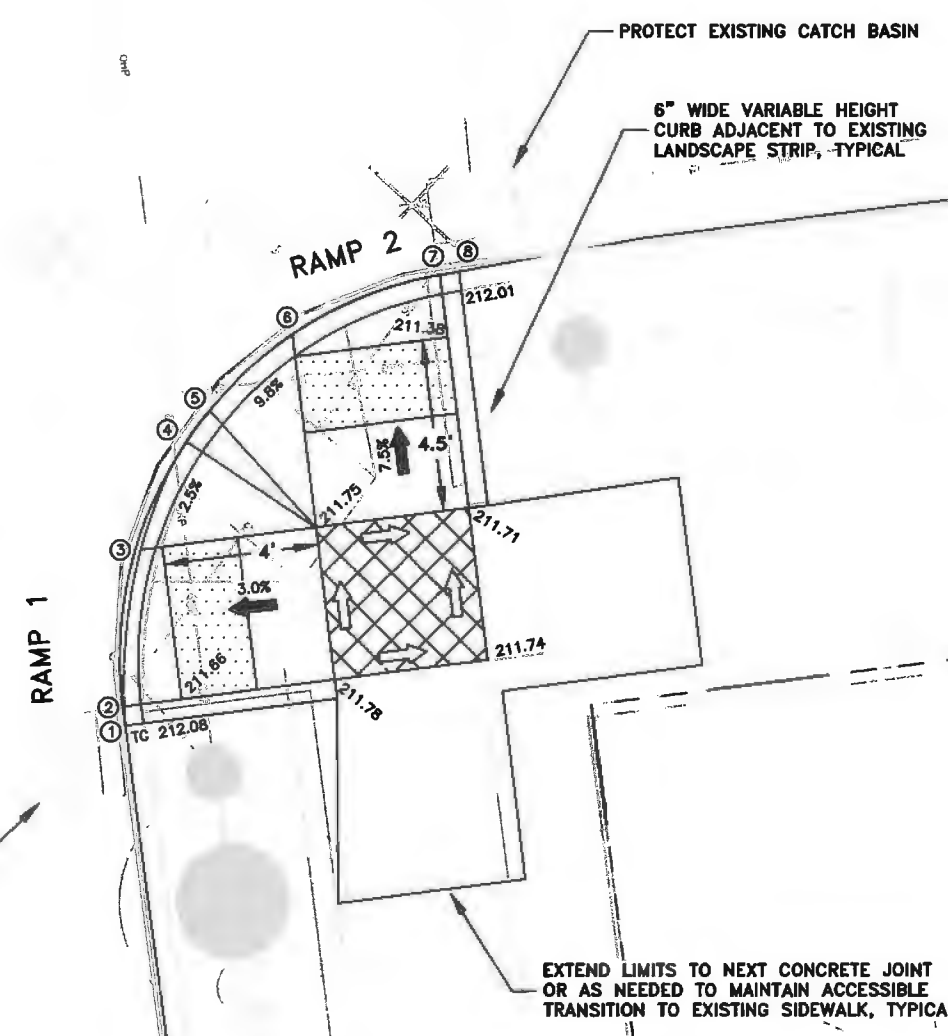 PROTECT EXISTING CATCH BASIN
6" WIDE VARIABLE HEIGHT
CURB ADJACENT TO EXISTING
LANDSCAPE STRIP, TYPICAL
OHP
RAMP 2
7
8
212.01
6
211.38
9.8%
5
4
4.5'
7.5%
2.5%
211.75
211.71
3
4'
3.0%
RAMP 1
211.66
211.74
211.78
2
1
TC 212.08
EXTEND LIMITS TO NEXT CONCRETE JOINT
OR AS NEEDED TO MAINTAIN ACCESSIBLE
TRANSITION TO EXISTING SIDEWALK, TYPICA